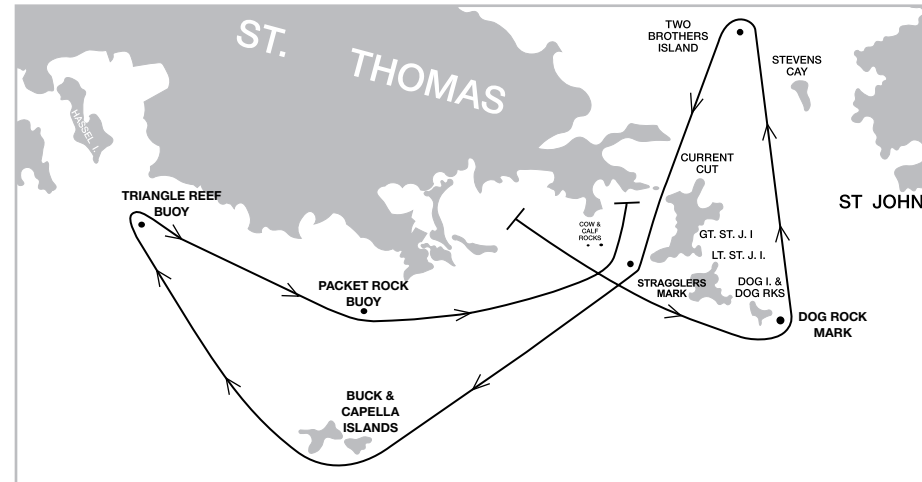 TWO
BROTHERS
ISLAND
ST.
THOMAS
STEVENS
CAY
HASSEL I.
CURRENT
CUT
TRIANGLE REEF
BUOY
ST JOHN
COW &
CALF
ROCKS
GT. ST. J. I
LT. ST. J. I.
PACKET ROCK
BUOY
STRAGGLERS
MARK
DOG I. &
DOG RKS
DOG ROCK
MARK
BUCK &
CAPELLA
ISLANDS